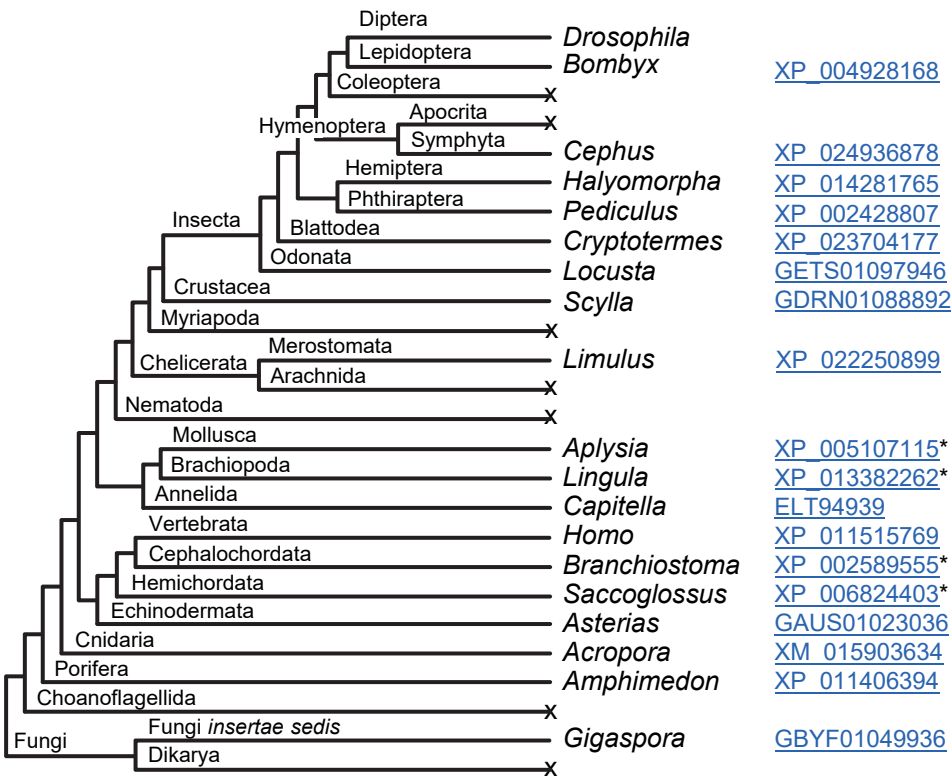 Diptera
Drosophila
Lepidoptera
Bombyx XP_004928168
Coleoptera
x
Apocrita
x
Hymenoptera
Symphyta
Cephus XP_024936878
Hemiptera
Halyomorpha XP_014281765
Phthiraptera
Pediculus XP_002428807
Insecta
Blattodea
Cryptotermes XP_023704177
Odonata
Locusta GETS01097946
Crustacea
Scylla GDRN01088892
Myriapoda
x
Merostomata
Chelicerata
Limulus XP_022250899
Arachnida
x
Nematoda
x
Mollusca
Aplysia XP_005107115*
Brachiopoda
Lingula XP_013382262*
Annelida
Capitella ELT94939
Vertebrata
Homo XP_011515769
Cephalochordata
Branchiostoma XP_002589555*
Hemichordata
Saccoglossus XP_006824403*
Echinodermata
Asterias GAUS01023036
Cnidaria
Acropora XM_015903634
Porifera
Amphimedon XP_011406394
Choanoflagellida
x
Fungi insertae sedis
Fungi
Gigaspora GBYF01049936
Dikarya
x